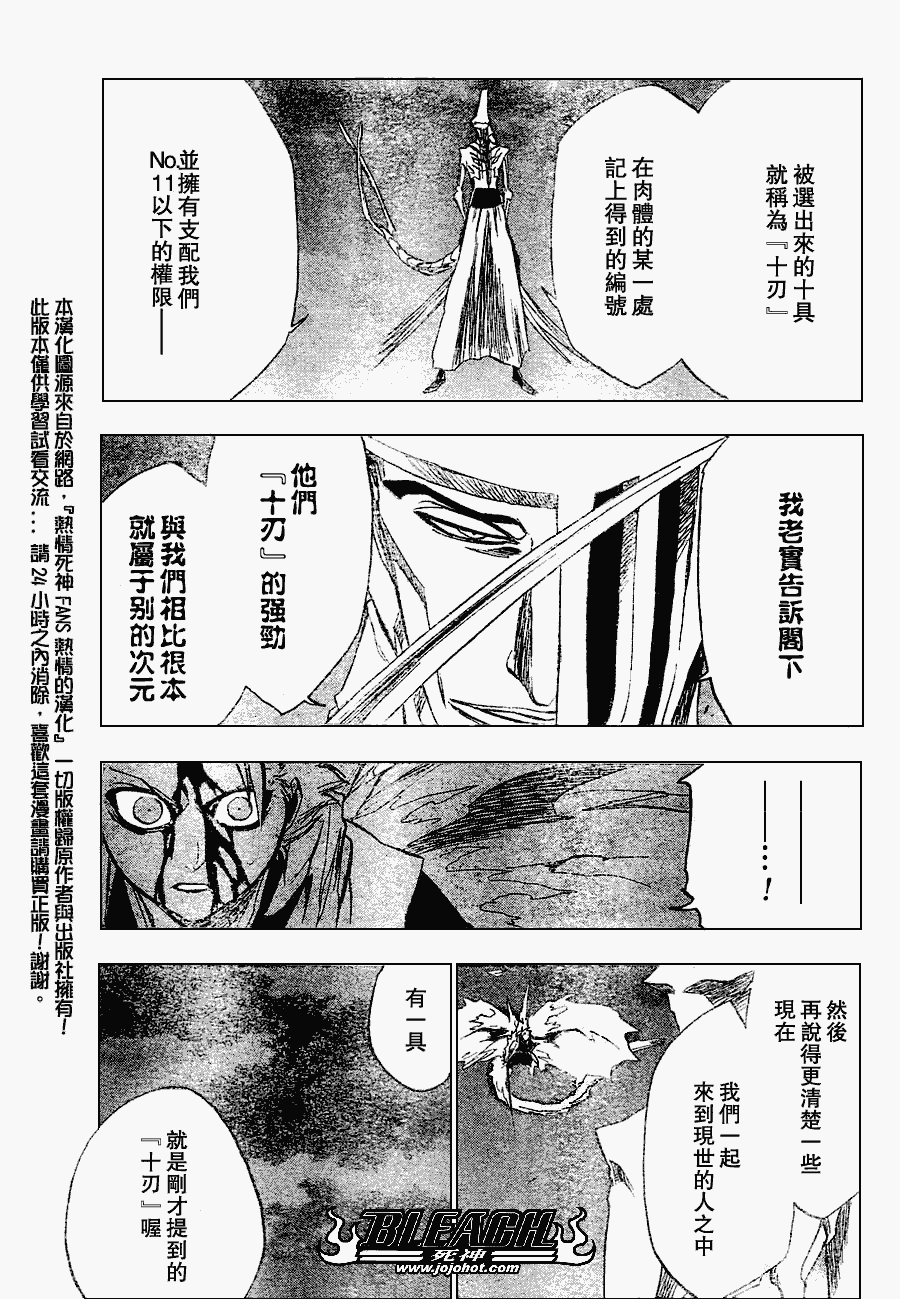 被選出來的十具
就稱為『十刃』
在肉體的某一處
記上得到的編號
並擁有支配我們
No.11以下的權限——
我老實告訴閣下
他們
『十刃』的强勁
與我們相比根本
就屬于别的次元
————
——…!
然後
再說得更清楚一些
現在
我們一起
來到現世的人之中
有一具
就是剛才提到的
『十刃』喔
本漢化圖源來自於網路，『熱情死神FANS熱情的漢化』一切版權歸原作者與出版社擁有！
此版本僅供學習試看交流... 請24小時之內消除，喜歡這套漫畫請購買正版！謝謝。
BLEACH
死神
www.jojohot.com